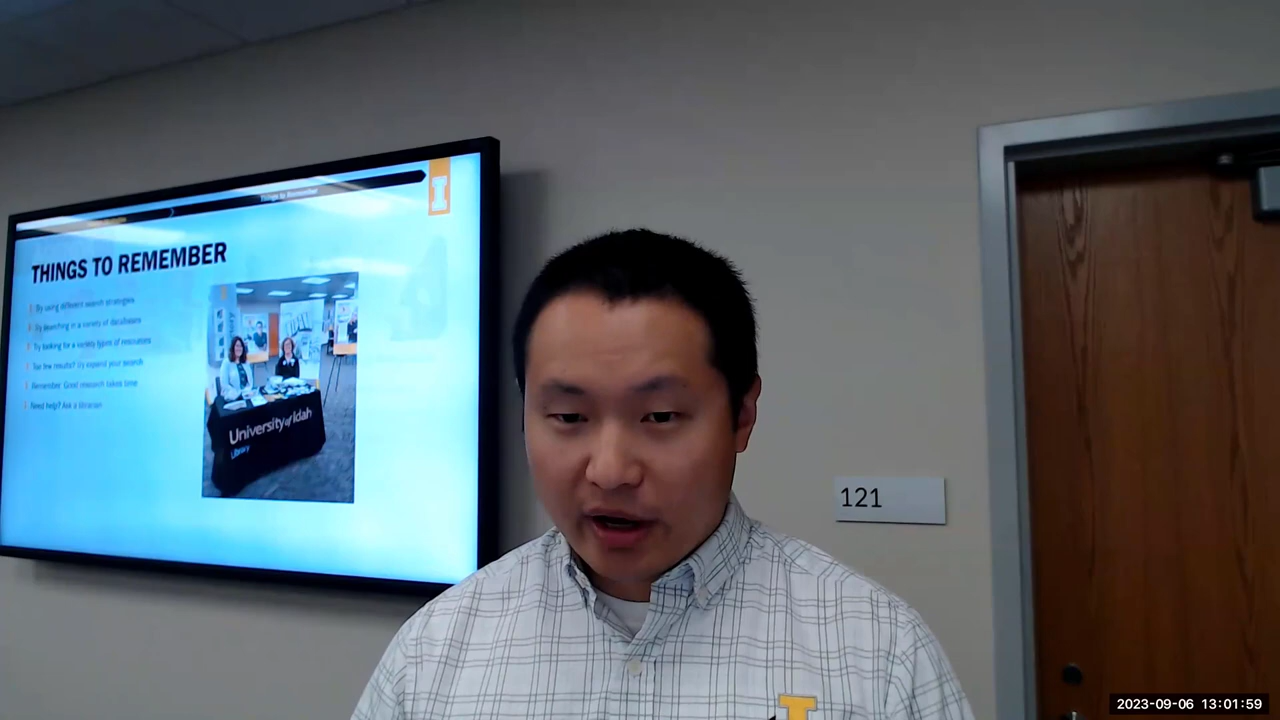 Things to Remember
I
THINGS TO REMEMBER
Try using different search strategies
Try searching in a variety of databases
Try looking for a variety types of resources
Too few results? try expand your search
Remember: Good research takes time
Need help? Ask a librarian
University of Idah
Library
121
I
2023-09-06 13:01:59